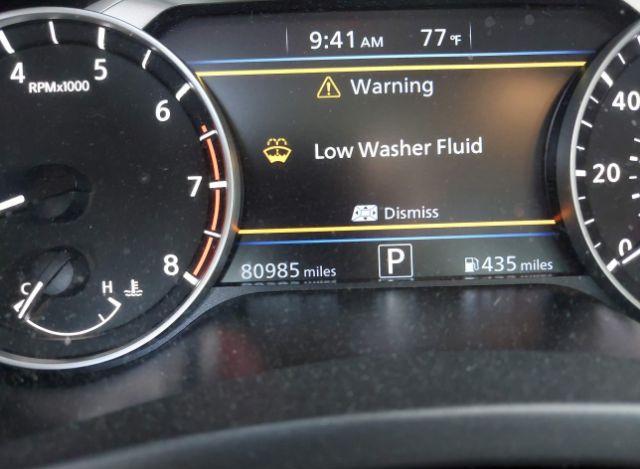 9:41 AM 77 °F
Warning
Low Washer Fluid
Dismiss
80985 miles P 435 miles
4 5 6 7 8
RPMx1000
C H
40
20
0